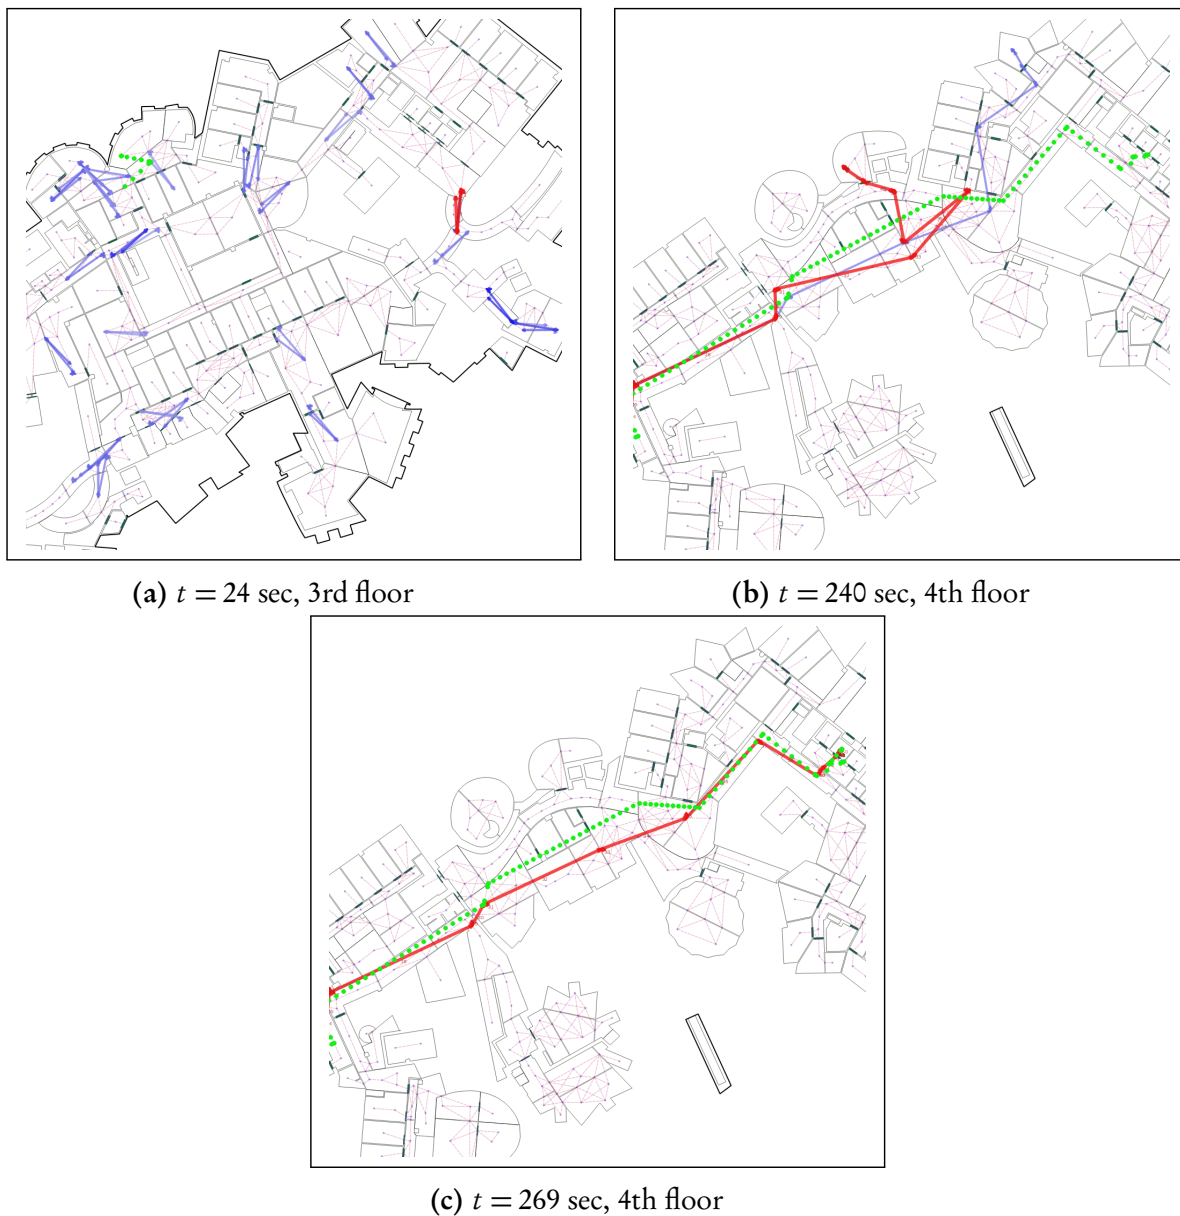 (a) t = 24 sec, 3rd floor
(b) t = 240 sec, 4th floor
(c) t = 269 sec, 4th floor